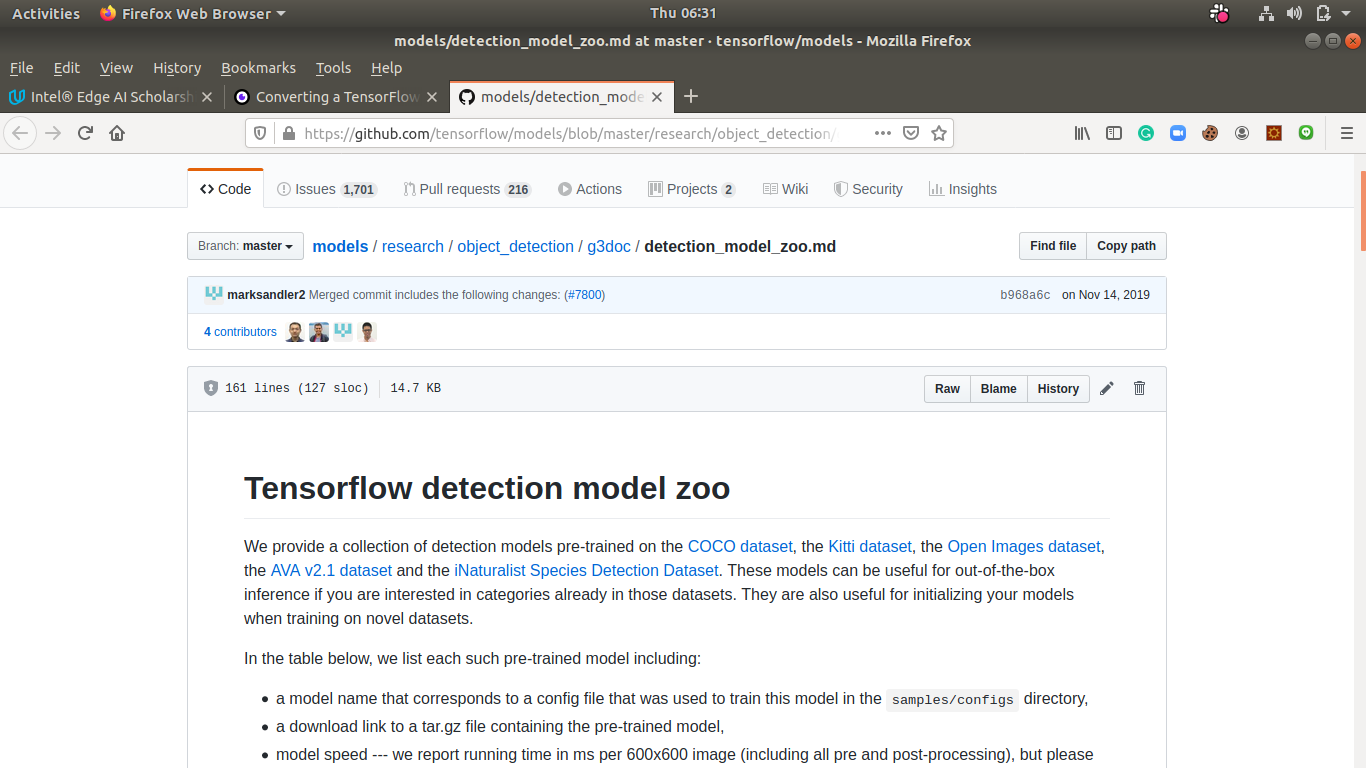 Activities Firefox Web Browser Thu 06:31
models/detection_model_zoo.md at master · tensorflow/models - Mozilla Firefox
File Edit View History Bookmarks Tools Help
Intel® Edge AI Scholarsh Converting a TensorFlow models/detection_mode
https://github.com/tensorflow/models/blob/master/research/object_detection/
Code Issues 1,701 Pull requests 216 Actions Projects 2 Wiki Security Insights
Branch: master models / research / object_detection / g3doc / detection_model_zoo.md Find file Copy path
marksandler2 Merged commit includes the following changes: (#7800) b968a6c on Nov 14, 2019
4 contributors
161 lines (127 sloc) 14.7 KB Raw Blame History
Tensorflow detection model zoo
We provide a collection of detection models pre-trained on the COCO dataset, the Kitti dataset, the Open Images dataset,
the AVA v2.1 dataset and the iNaturalist Species Detection Dataset. These models can be useful for out-of-the-box
inference if you are interested in categories already in those datasets. They are also useful for initializing your models
when training on novel datasets.
In the table below, we list each such pre-trained model including:
• a model name that corresponds to a config file that was used to train this model in the samples/configs directory,
• a download link to a tar.gz file containing the pre-trained model,
• model speed --- we report running time in ms per 600x600 image (including all pre and post-processing), but please